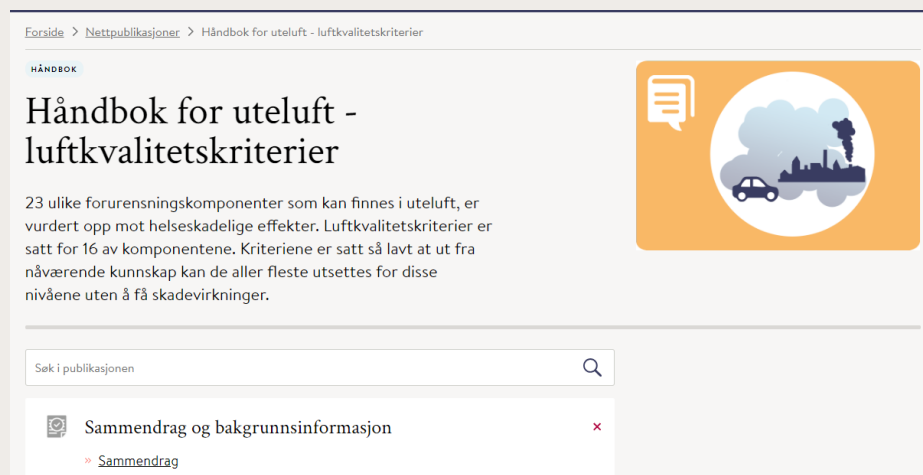 Forside > Nettpublikasjoner > Håndbok for uteluft - luftkvalitetskriterier
HÅNDBOK
Håndbok for uteluft -
luftkvalitetskriterier
23 ulike forurensningskomponenter som kan finnes i uteluft, er
vurdert opp mot helseskadelige effekter. Luftkvalitetskriterier er
satt for 16 av komponentene. Kriteriene er satt så lavt at ut fra
nåværende kunnskap kan de aller fleste utsettes for disse
nivåene uten å få skadevirkninger.
Søk i publikasjonen
Sammendrag og bakgrunnsinformasjon
» Sammendrag